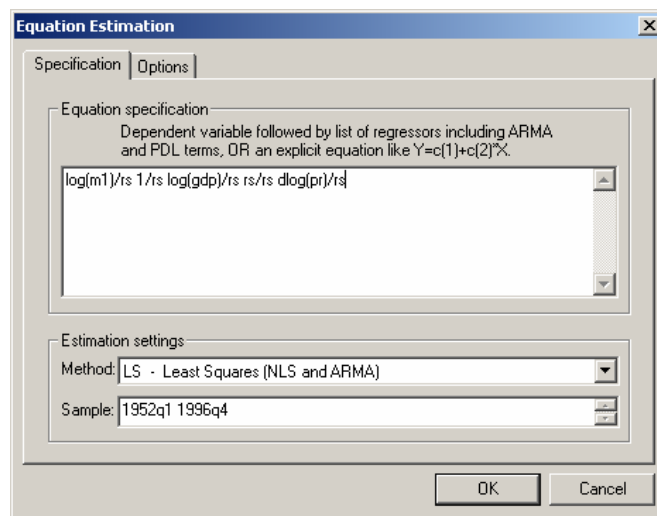 Equation Estimation
Specification
Options
Equation specification
Dependent variable followed by list of regressors including ARMA
and PDL terms, OR an explicit equation like Y=c(1)+c(2)*X.
log(m1)/rs 1/rs log(gdp)/rs rs/rs dlog(pr)/rs
Estimation settings
Method: LS - Least Squares (NLS and ARMA)
Sample: 1952q1 1996q4
OK Cancel